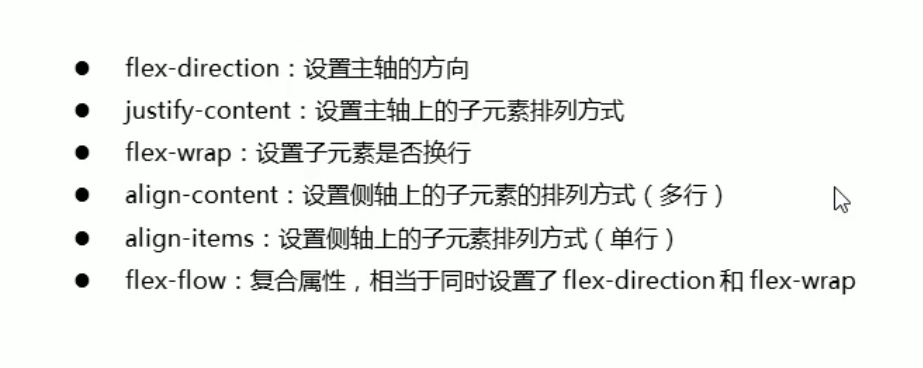 ● flex-direction：设置主轴的方向
● justify-content：设置主轴上的子元素排列方式
● flex-wrap：设置子元素是否换行
● align-content：设置侧轴上的子元素的排列方式（多行）
● align-items：设置侧轴上的子元素排列方式（单行）
● flex-flow：复合属性，相当于同时设置了 flex-direction 和 flex-wrap